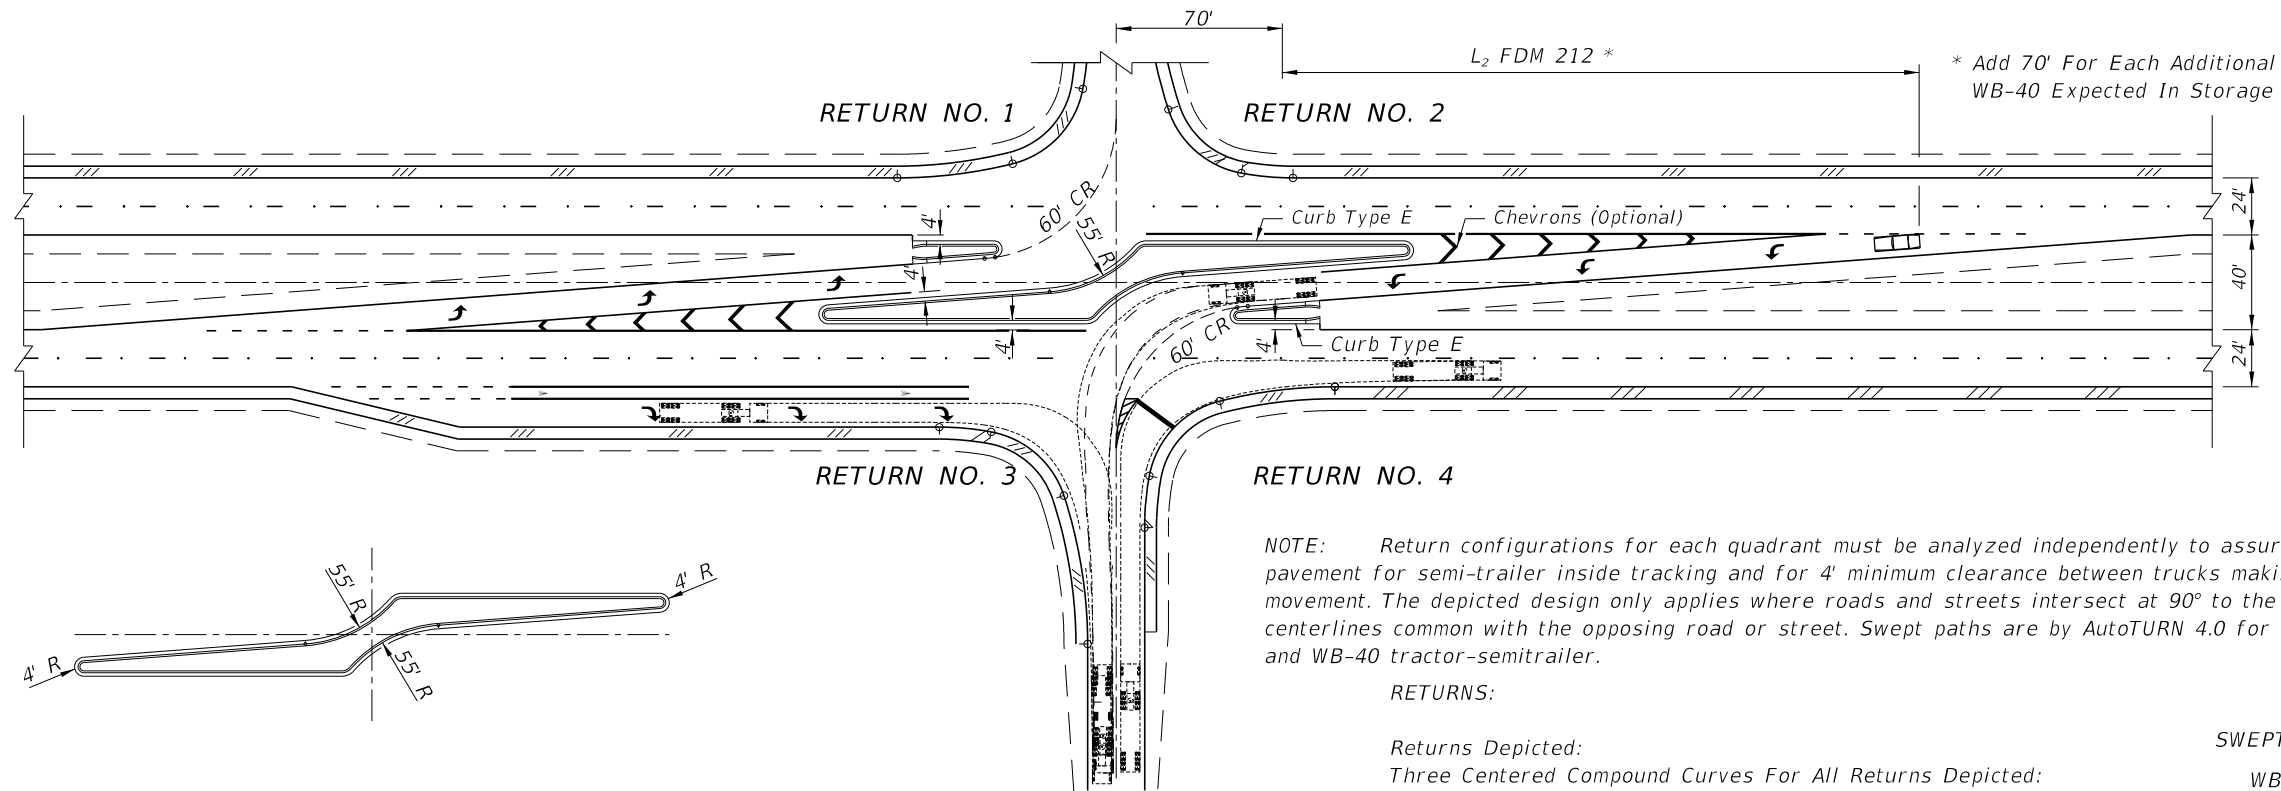 70'
L₂ FDM 212 *
* Add 70' For Each Additional
WB-40 Expected In Storage
RETURN NO. 1
RETURN NO. 2
24'
4'
60' CR
55' R
Curb Type E
Chevrons (Optional)
4'
40'
4'
60' CR
4'
Curb Type E
24'
RETURN NO. 3
RETURN NO. 4
NOTE: Return configurations for each quadrant must be analyzed independently to assur
pavement for semi-trailer inside tracking and for 4' minimum clearance between trucks maki
movement. The depicted design only applies where roads and streets intersect at 90° to the
centerlines common with the opposing road or street. Swept paths are by AutoTURN 4.0 for
and WB-40 tractor-semitrailer.
55' R
4' R
4' R
55' R
RETURNS:
SWEPT
Returns Depicted:
Three Centered Compound Curves For All Returns Depicted:
WB